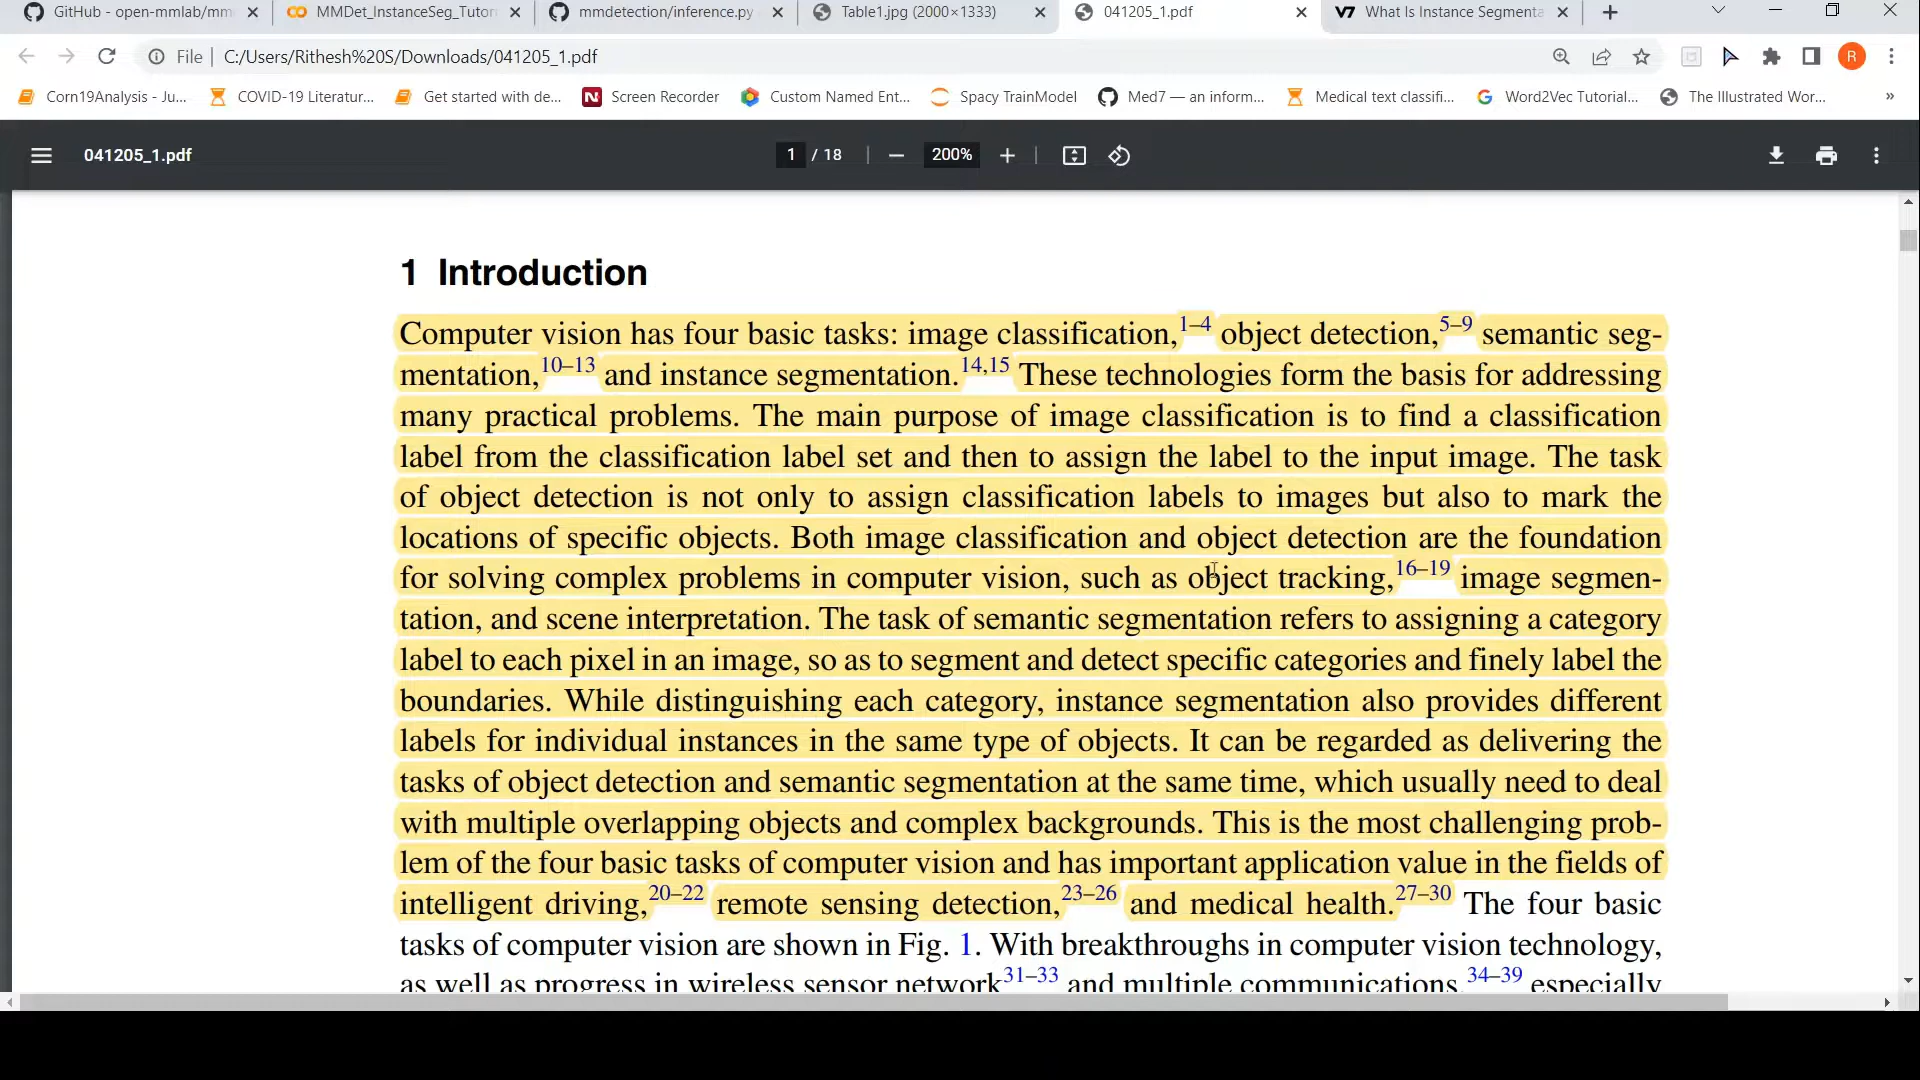 GitHub - open-mmlab/mm
MMDet_InstanceSeg_Tutor
mmdetection/inference.py
Table1.jpg (2000×1333)
041205_1.pdf
What Is Instance Segmenta
File
C:/Users/Rithesh%20S/Downloads/041205_1.pdf
R
Corn19Analysis - Ju...
COVID-19 Literatur...
Get started with de...
Screen Recorder
Custom Named Ent...
Spacy TrainModel
Med7 — an inform...
Medical text classifi...
Word2Vec Tutorial...
The Illustrated Wor...
»
041205_1.pdf
1 / 18
200%
1 Introduction
Computer vision has four basic tasks: image classification,1–4 object detection,5–9 semantic seg-
mentation,10–13 and instance segmentation.14,15 These technologies form the basis for addressing
many practical problems. The main purpose of image classification is to find a classification
label from the classification label set and then to assign the label to the input image. The task
of object detection is not only to assign classification labels to images but also to mark the
locations of specific objects. Both image classification and object detection are the foundation
for solving complex problems in computer vision, such as object tracking,16–19 image segmen-
tation, and scene interpretation. The task of semantic segmentation refers to assigning a category
label to each pixel in an image, so as to segment and detect specific categories and finely label the
boundaries. While distinguishing each category, instance segmentation also provides different
labels for individual instances in the same type of objects. It can be regarded as delivering the
tasks of object detection and semantic segmentation at the same time, which usually need to deal
with multiple overlapping objects and complex backgrounds. This is the most challenging prob-
lem of the four basic tasks of computer vision and has important application value in the fields of
intelligent driving,20–22 remote sensing detection,23–26 and medical health.27–30 The four basic
tasks of computer vision are shown in Fig. 1. With breakthroughs in computer vision technology,
as well as progress in wireless sensor network31–33 and multiple communications,34–39 especially